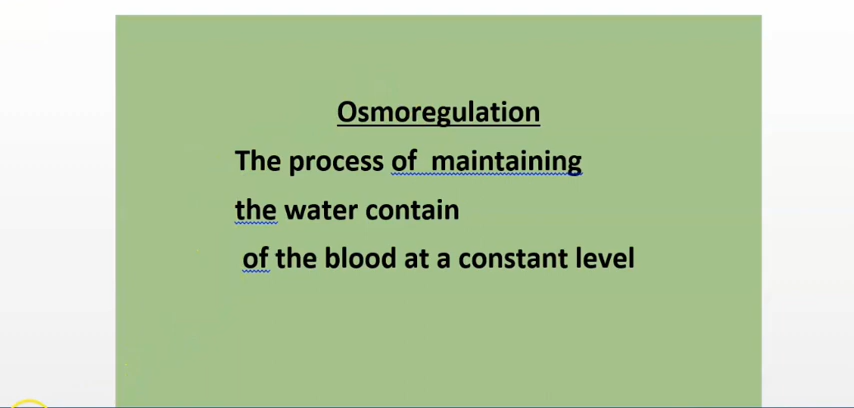 Osmoregulation
The process of  maintaining
the water contain
of the blood at a constant level